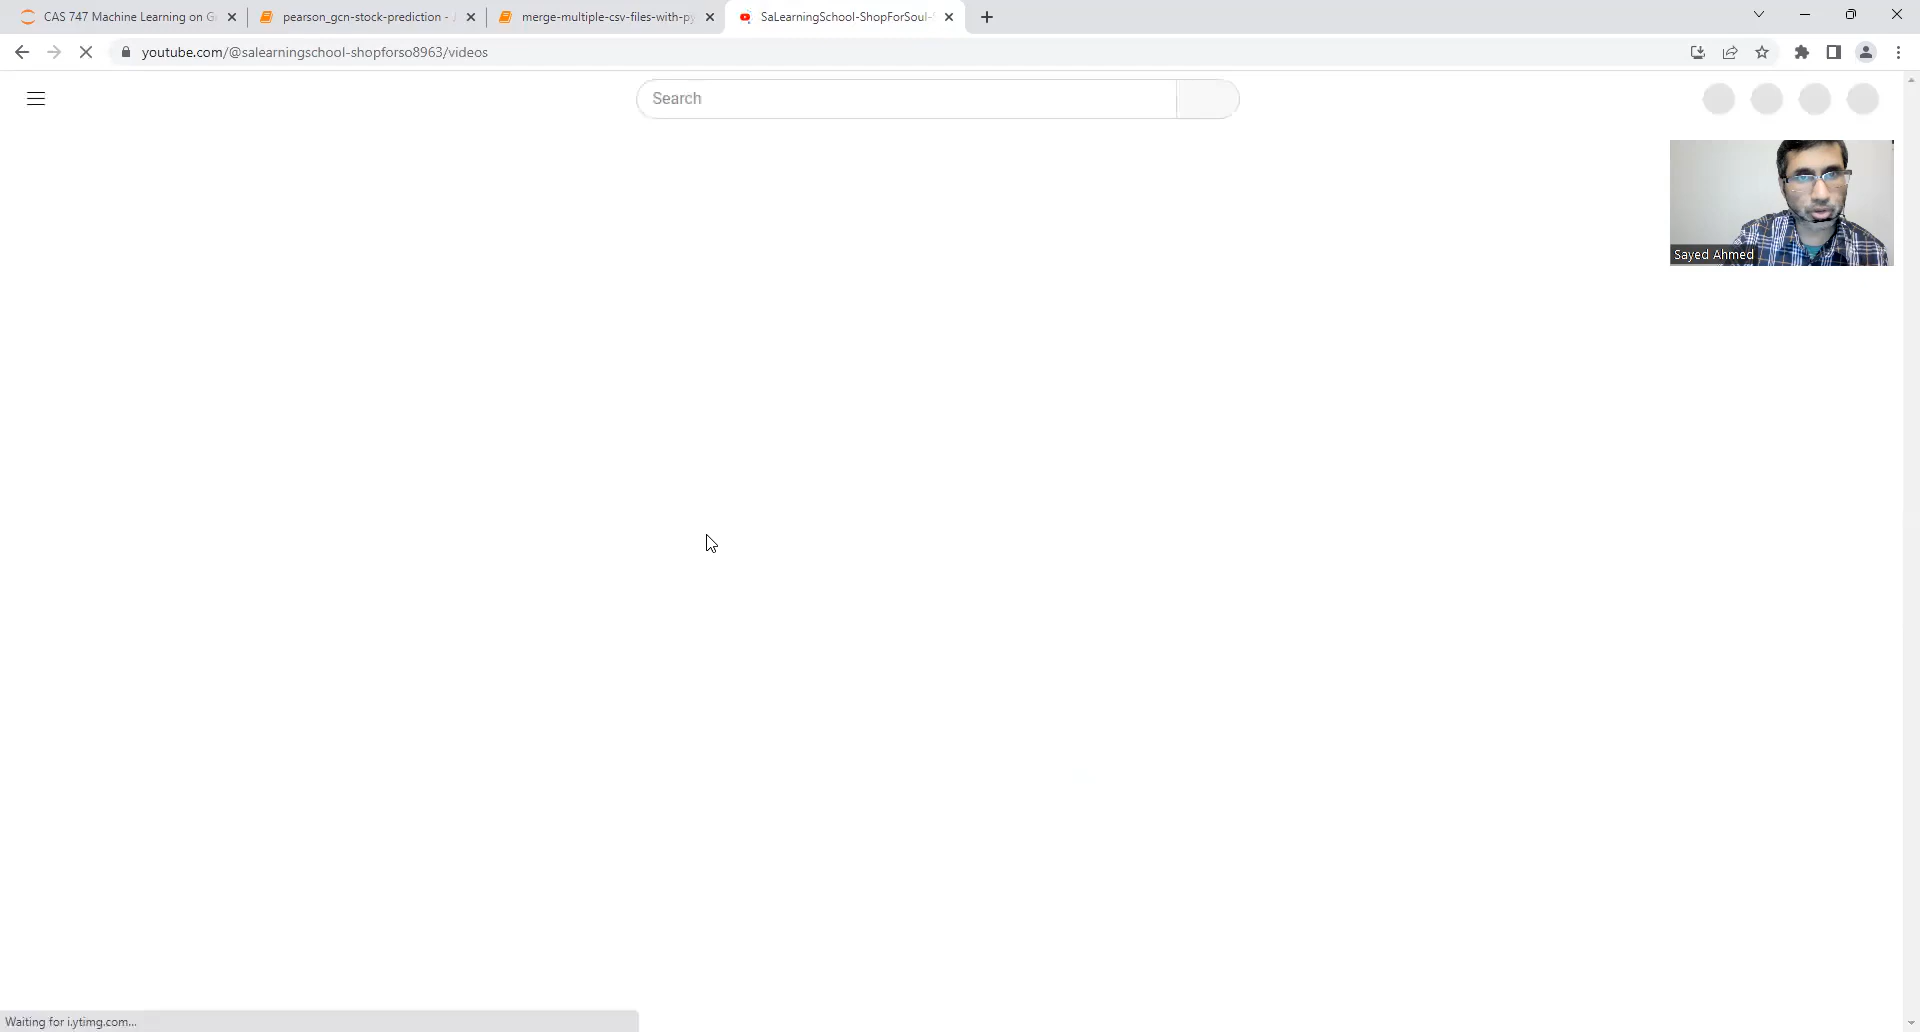 CAS 747 Machine Learning on G
pearson_gcn-stock-prediction - J
merge-multiple-csv-files-with-py
SaLearningSchool-ShopForSoul-
youtube.com/@salearningschool-shopforso8963/videos
Search
Sayed Ahmed
Waiting for i.ytimg.com...